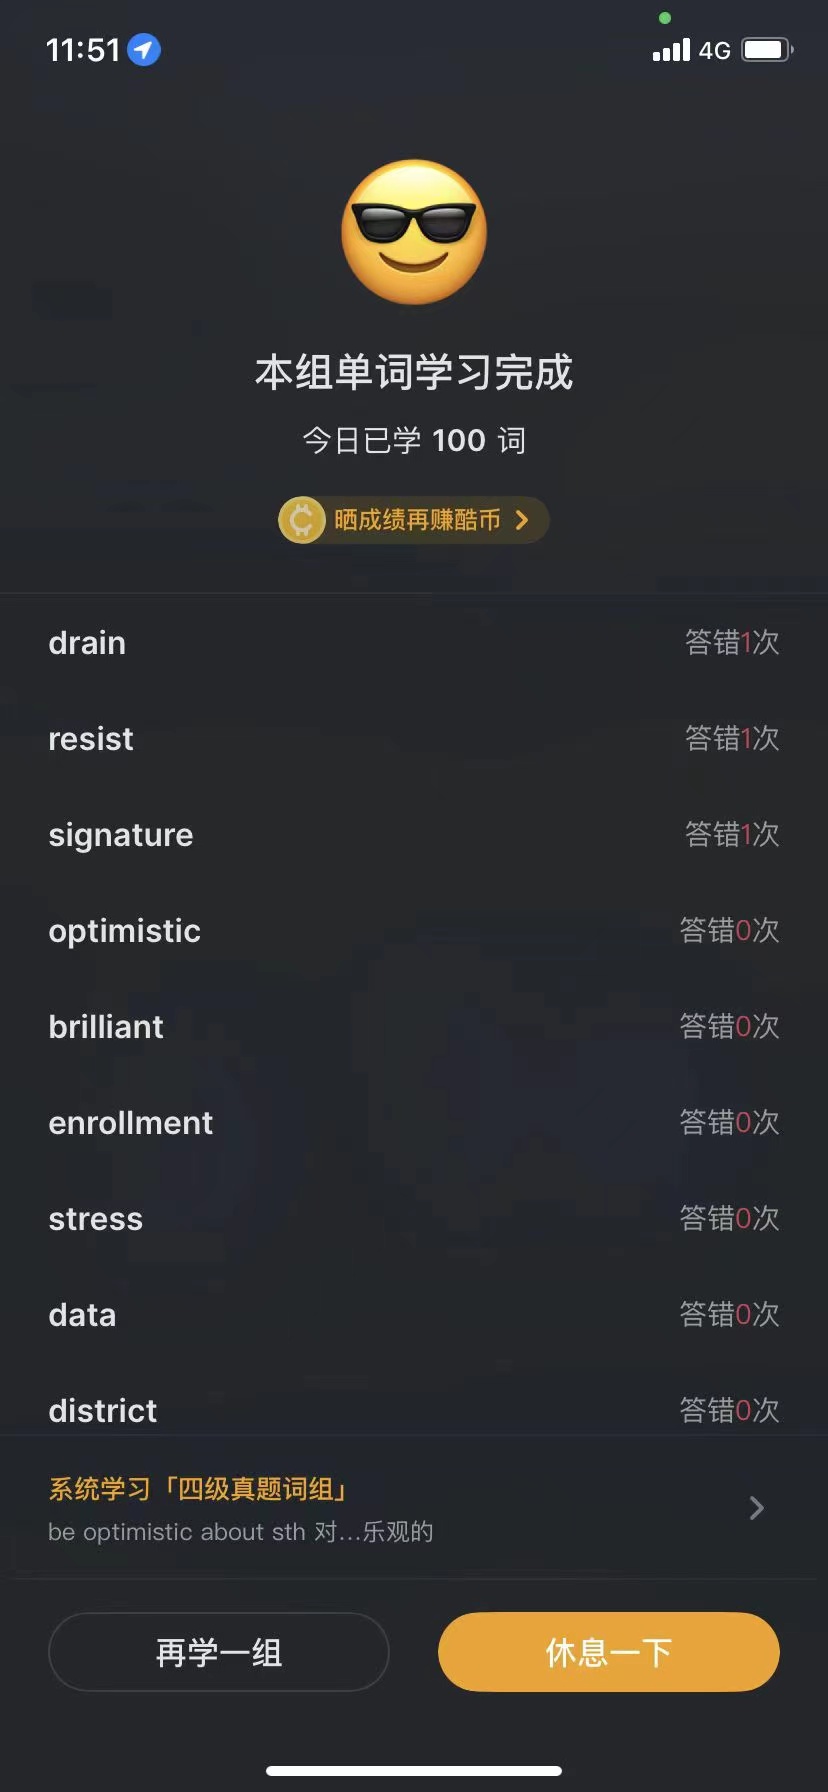 11:51
4G
本组单词学习完成
今日已学 100 词
晒成绩再赚酷币
drain 答错1次
resist 答错1次
signature 答错1次
optimistic 答错0次
brilliant 答错0次
enrollment 答错0次
stress 答错0次
data 答错0次
district 答错0次
系统学习「四级真题词组」
be optimistic about sth 对...乐观的
再学一组 休息一下